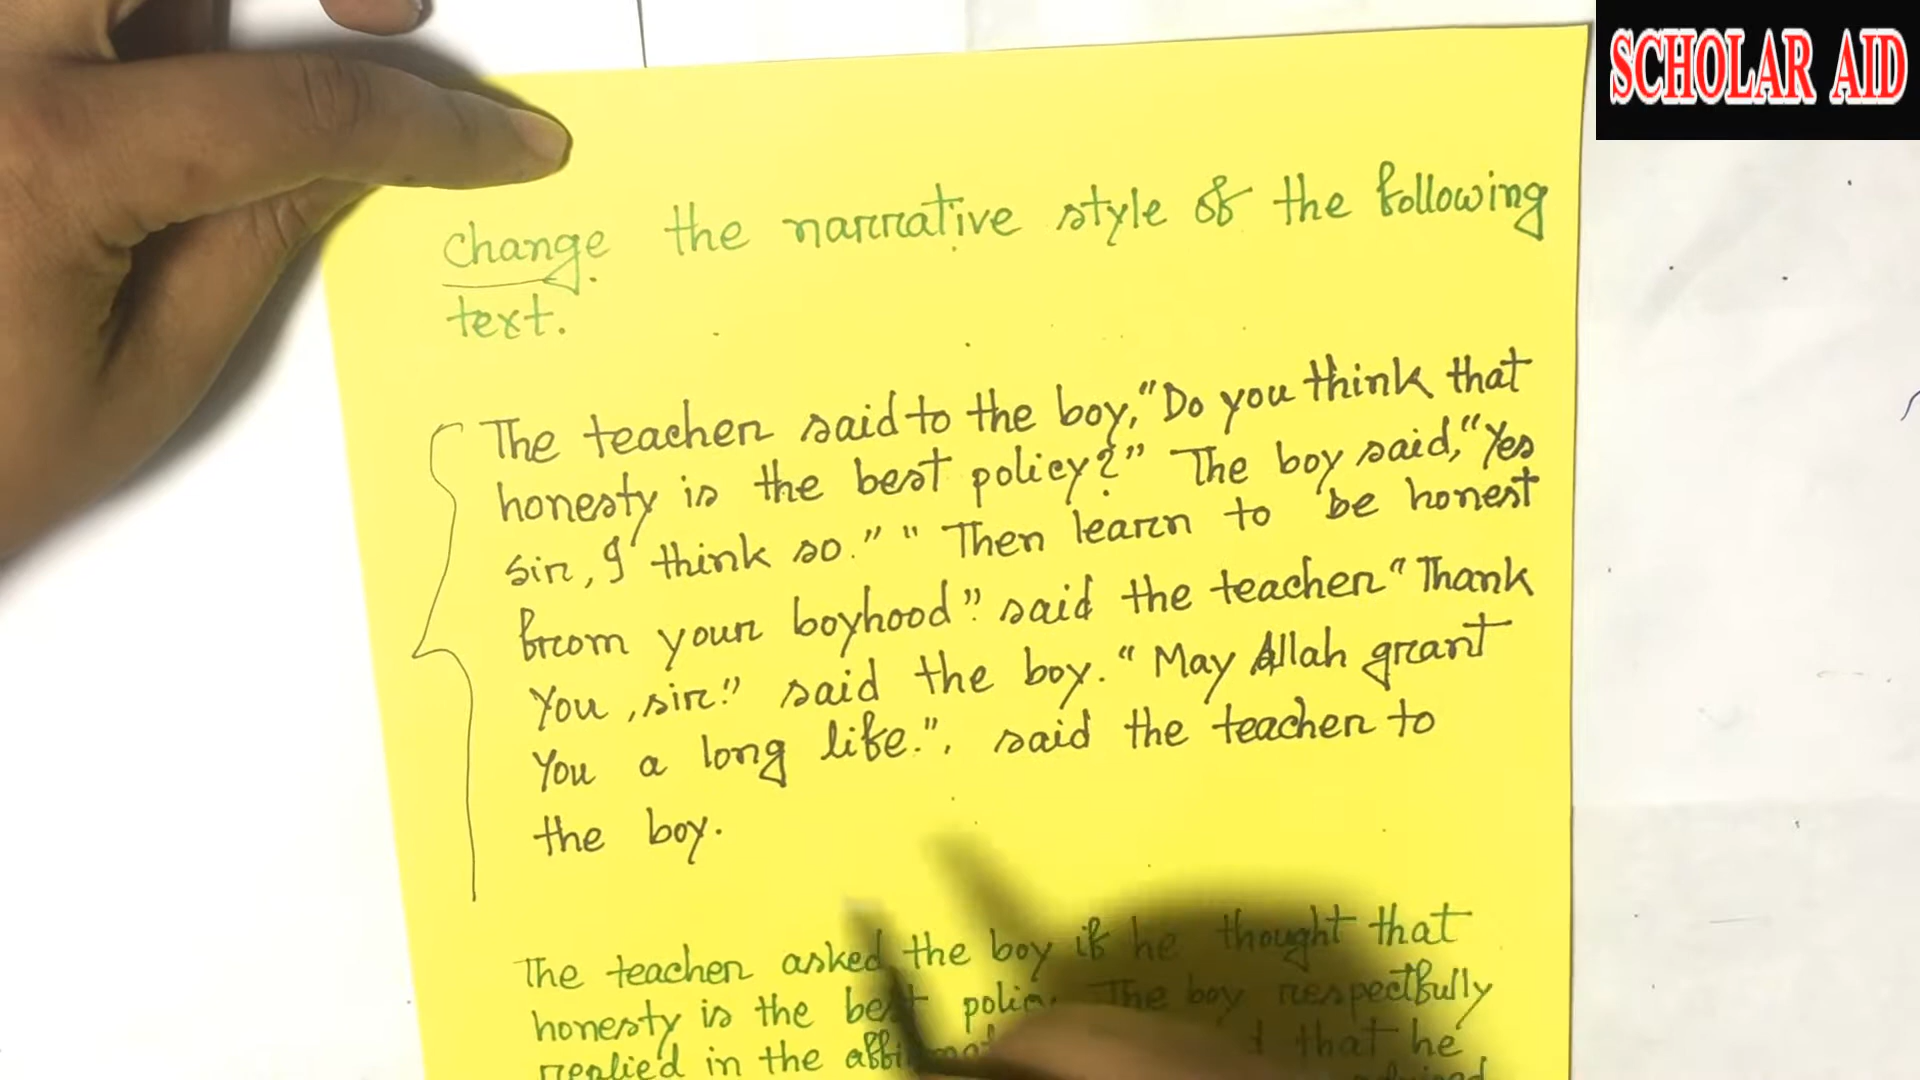 SCHOLAR AID
Change the narrative style of the following
text.
The teacher said to the boy, "Do you think that
honesty is the best policy?" The boy said, "Yes
sir, I think so." "Then learn to be honest
from your boyhood". said the teacher "Thank
You, sir." said the boy. "May Allah grant
You a long life.", said the teacher to
the boy.
The teacher asked the boy if he thought that
honesty is the best The boy respectfully
replied in the that he